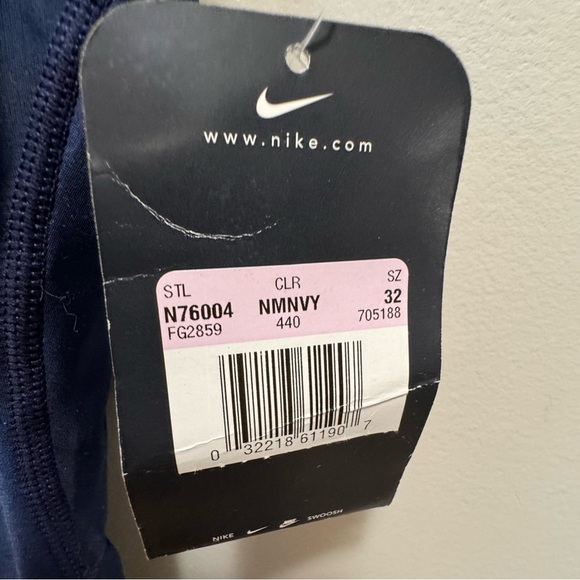 www.nike.com
STL CLR SZ
N76004 NMNVY 32
FG2859 440 705188
0 32218 61190 7
NIKE SWOOSH